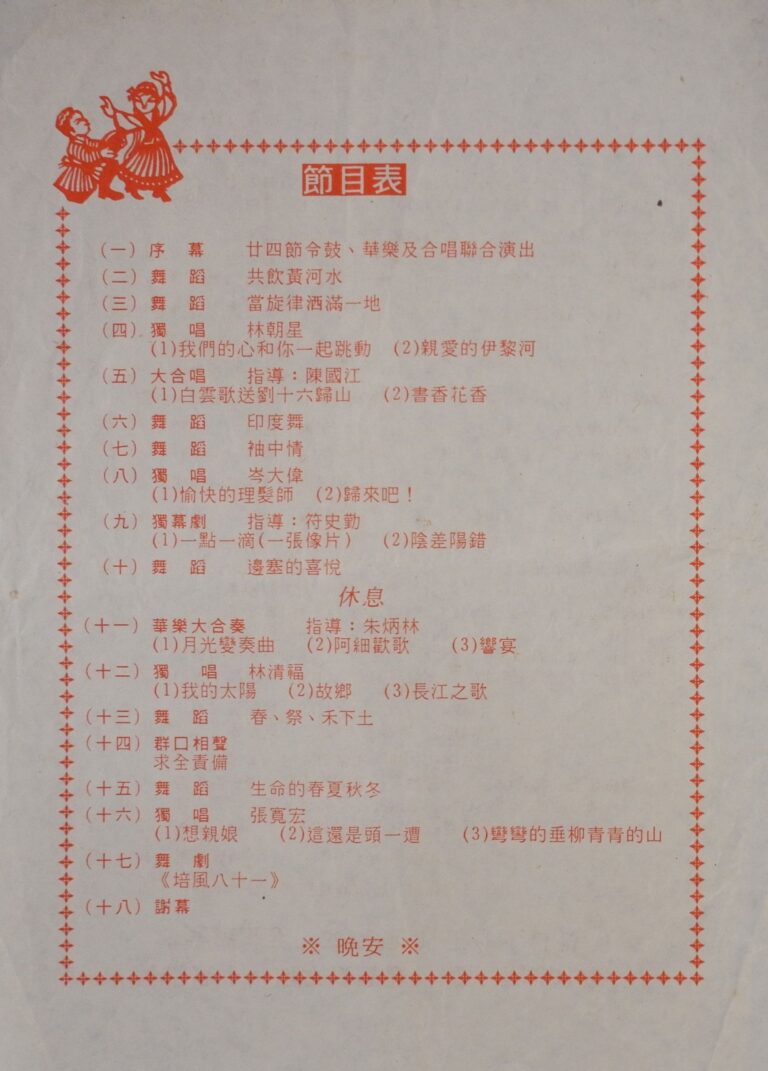 節目表
(一) 序 幕 廿四節令鼓、華樂及合唱聯合演出
(二) 舞 蹈 共飲黃河水
(三) 舞 蹈 當旋律洒滿一地
(四) 獨 唱 林朝星
(1)我們的心和你一起跳動 (2)親愛的伊黎河
(五) 大合唱 指導：陳國江
(1)白雲歌送劉十六歸山 (2)書香花香
(六) 舞 蹈 印度舞
(七) 舞 蹈 袖中情
(八) 獨 唱 岑大偉
(1)愉快的理髮師 (2)歸來吧！
(九) 獨幕劇 指導：符史勤
(1)一點一滴(一張像片) (2)陰差陽錯
(十) 舞 蹈 邊塞的喜悅
休息
(十一) 華樂大合奏 指導：朱炳林
(1)月光變奏曲 (2)阿細歡歌 (3)饗宴
(十二) 獨 唱 林清福
(1)我的太陽 (2)故鄉 (3)長江之歌
(十三) 舞 蹈 春、祭、禾下土
(十四) 群口相聲
求全責備
(十五) 舞 蹈 生命的春夏秋冬
(十六) 獨 唱 張寬宏
(1)想親娘 (2)這還是頭一遭 (3)彎彎的垂柳青青的山
(十七) 舞 劇
《培風八十一》
(十八) 謝幕
※ 晚安 ※